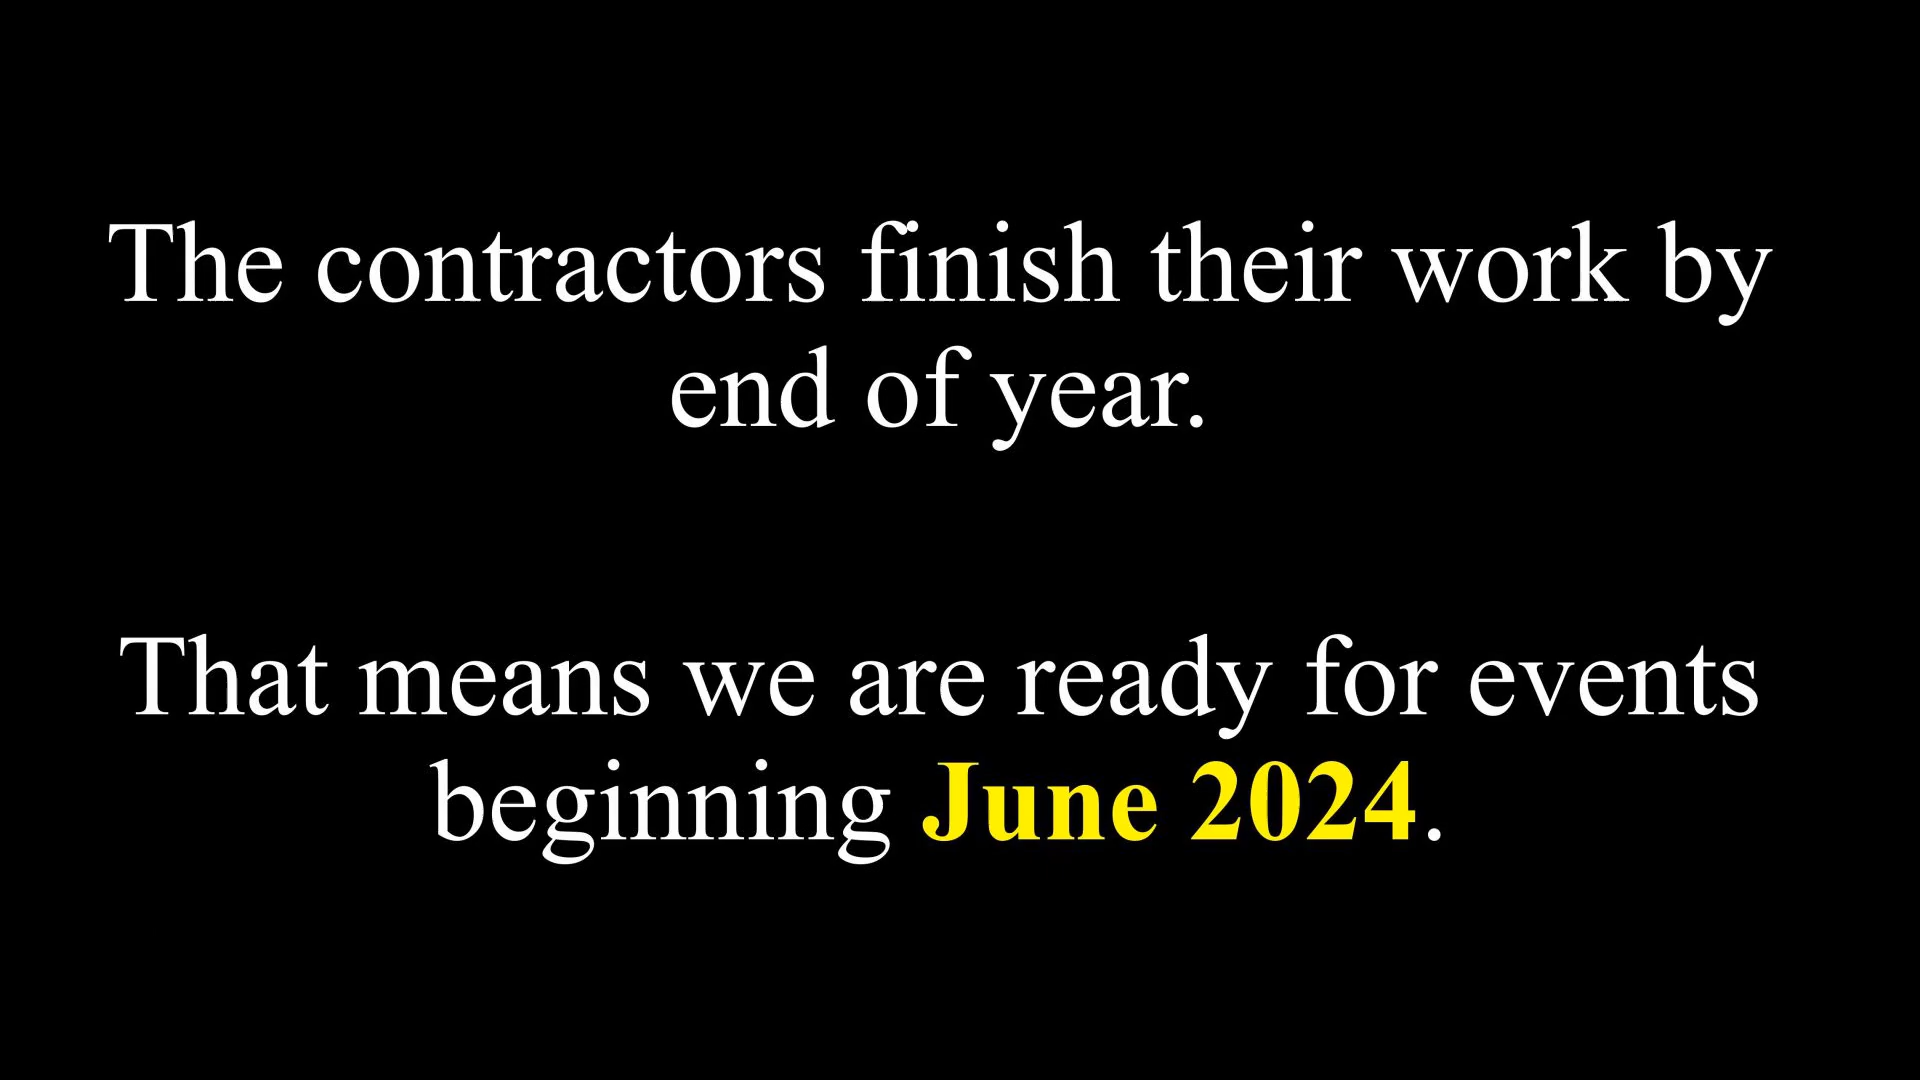 The contractors finish their work by
end of year.
That means we are ready for events
beginning June 2024.